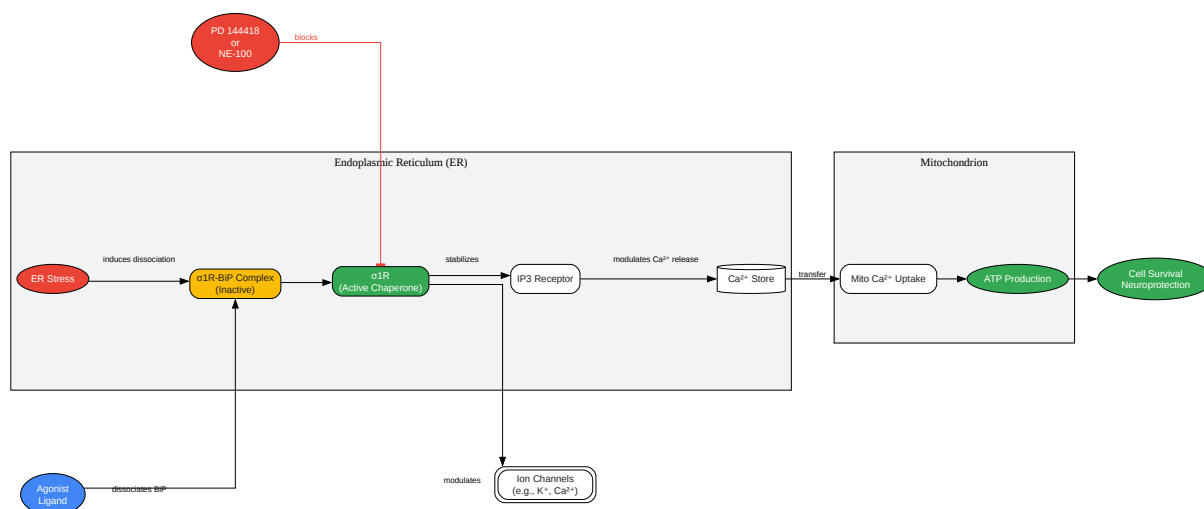 PD 144418
or
NE-100
blocks
Endoplasmic Reticulum (ER)
Mitochondrion
ER Stress
induces dissociation
σ1R-BiP Complex
(Inactive)
σ1R
(Active Chaperone)
stabilizes
IP3 Receptor
modulates Ca²⁺ release
Ca²⁺ Store
transfer
Mito Ca²⁺ Uptake
ATP Production
Cell Survival
Neuroprotection
Agonist
Ligand
dissociates BiP
modulates
Ion Channels
(e.g., K⁺, Ca²⁺)